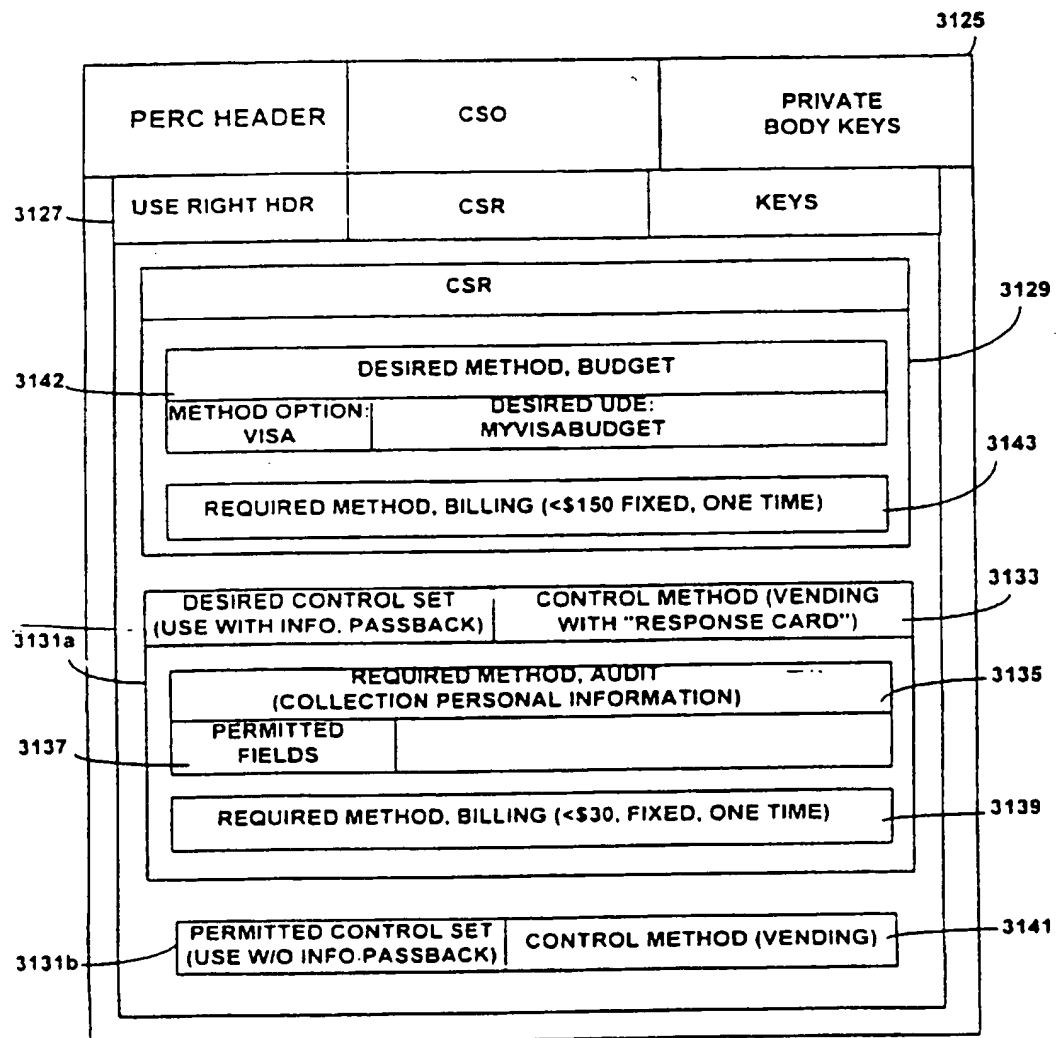 3125
PERC HEADER
CSO
PRIVATE
BODY KEYS
3127
USE RIGHT HDR
CSR
KEYS
CSR
3129
DESIRED METHOD, BUDGET
3142
METHOD OPTION:
VISA
DESIRED UDE:
MYVISABUDGET
3143
REQUIRED METHOD, BILLING (<$150 FIXED, ONE TIME)
3133
DESIRED CONTROL SET
(USE WITH INFO. PASSBACK)
CONTROL METHOD (VENDING
WITH "RESPONSE CARD")
3131a
REQUIRED METHOD, AUDIT
(COLLECTION PERSONAL INFORMATION)
3135
3137
PERMITTED
FIELDS
REQUIRED METHOD, BILLING (<$30, FIXED, ONE TIME)
3139
3131b
PERMITTED CONTROL SET
(USE W/O INFO.PASSBACK)
CONTROL METHOD (VENDING)
3141